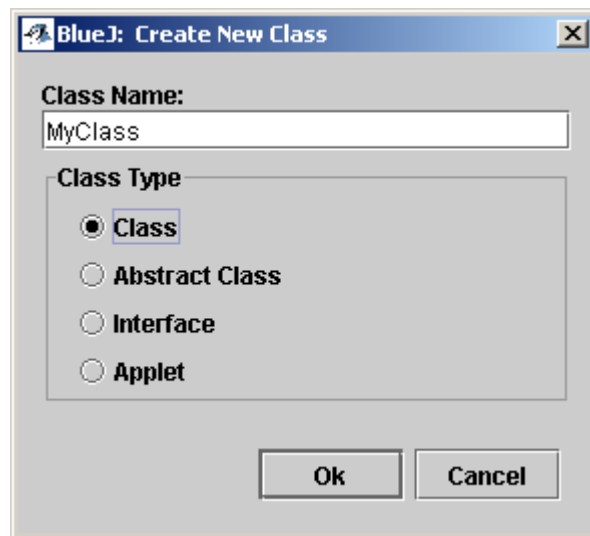 BlueJ: Create New Class
Class Name:
MyClass
Class Type
Class
Abstract Class
Interface
Applet
Ok Cancel